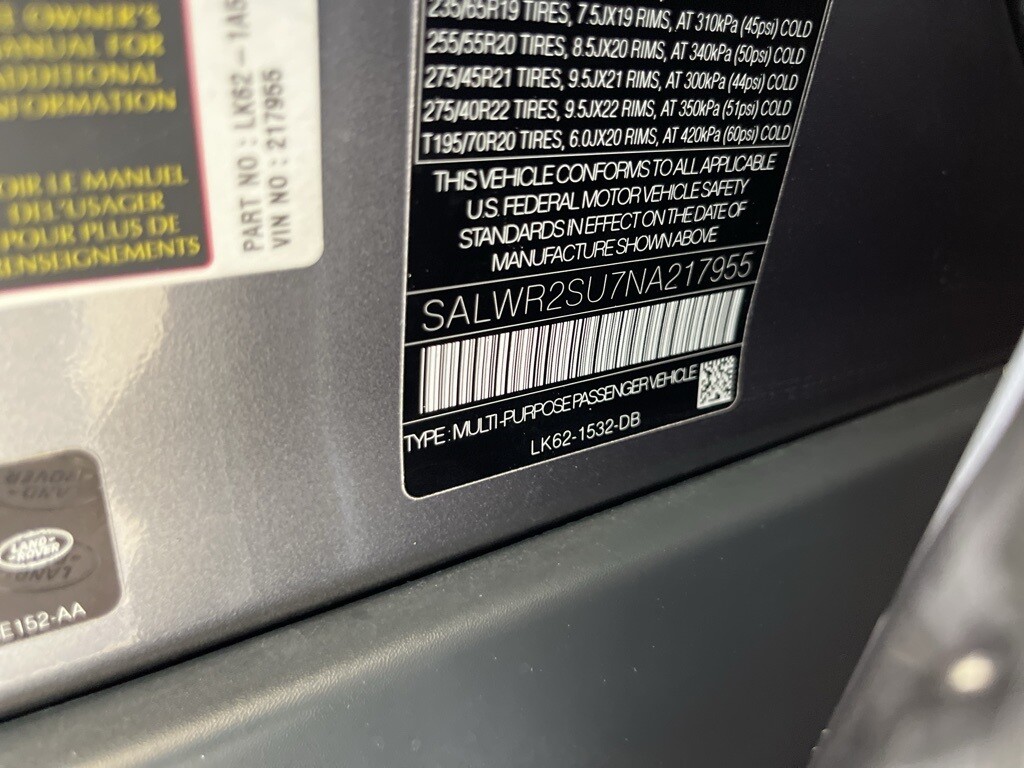 OWNER'S
MANUAL FOR
ADDITIONAL
INFORMATION
VOIR LE MANUEL
DE L'USAGER
POUR PLUS DE
RENSEIGNEMENTS
PART NO : LK62 - 1A5
VIN NO : 217955
235/65R19 TIRES, 7.5JX19 RIMS, AT 310kPa (45psi) COLD
255/55R20 TIRES, 8.5JX20 RIMS, AT 340kPa (50psi) COLD
275/45R21 TIRES, 9.5JX21 RIMS, AT 300kPa (44psi) COLD
275/40R22 TIRES, 9.5JX22 RIMS, AT 350kPa (51psi) COLD
T195/70R20 TIRES, 6.0JX20 RIMS, AT 420kPa (60psi) COLD
THIS VEHICLE CONFORMS TO ALL APPLICABLE
U.S. FEDERAL MOTOR VEHICLE SAFETY
STANDARDS IN EFFECT ON THE DATE OF
MANUFACTURE SHOWN ABOVE
SALWR2SU7NA217955
TYPE : MULTI-PURPOSE PASSENGER VEHICLE
LK62-1532-DB
LAND-
-ROVER
E152-AA